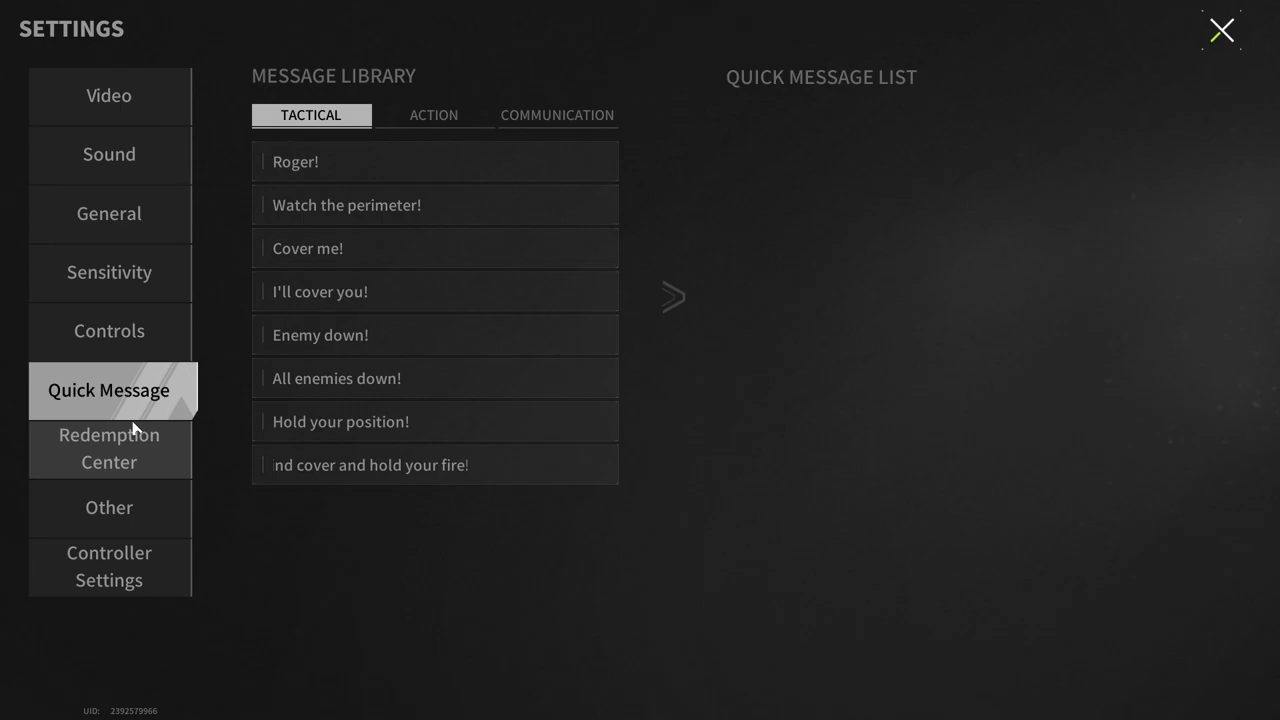 SETTINGS
Video
Sound
General
Sensitivity
Controls
Quick Message
Redemption
Center
Other
Controller
Settings
MESSAGE LIBRARY
TACTICAL
ACTION
COMMUNICATION
Roger!
Watch the perimeter!
Cover me!
I'll cover you!
Enemy down!
All enemies down!
Hold your position!
nd cover and hold your fire!
QUICK MESSAGE LIST
UID: 2392579966